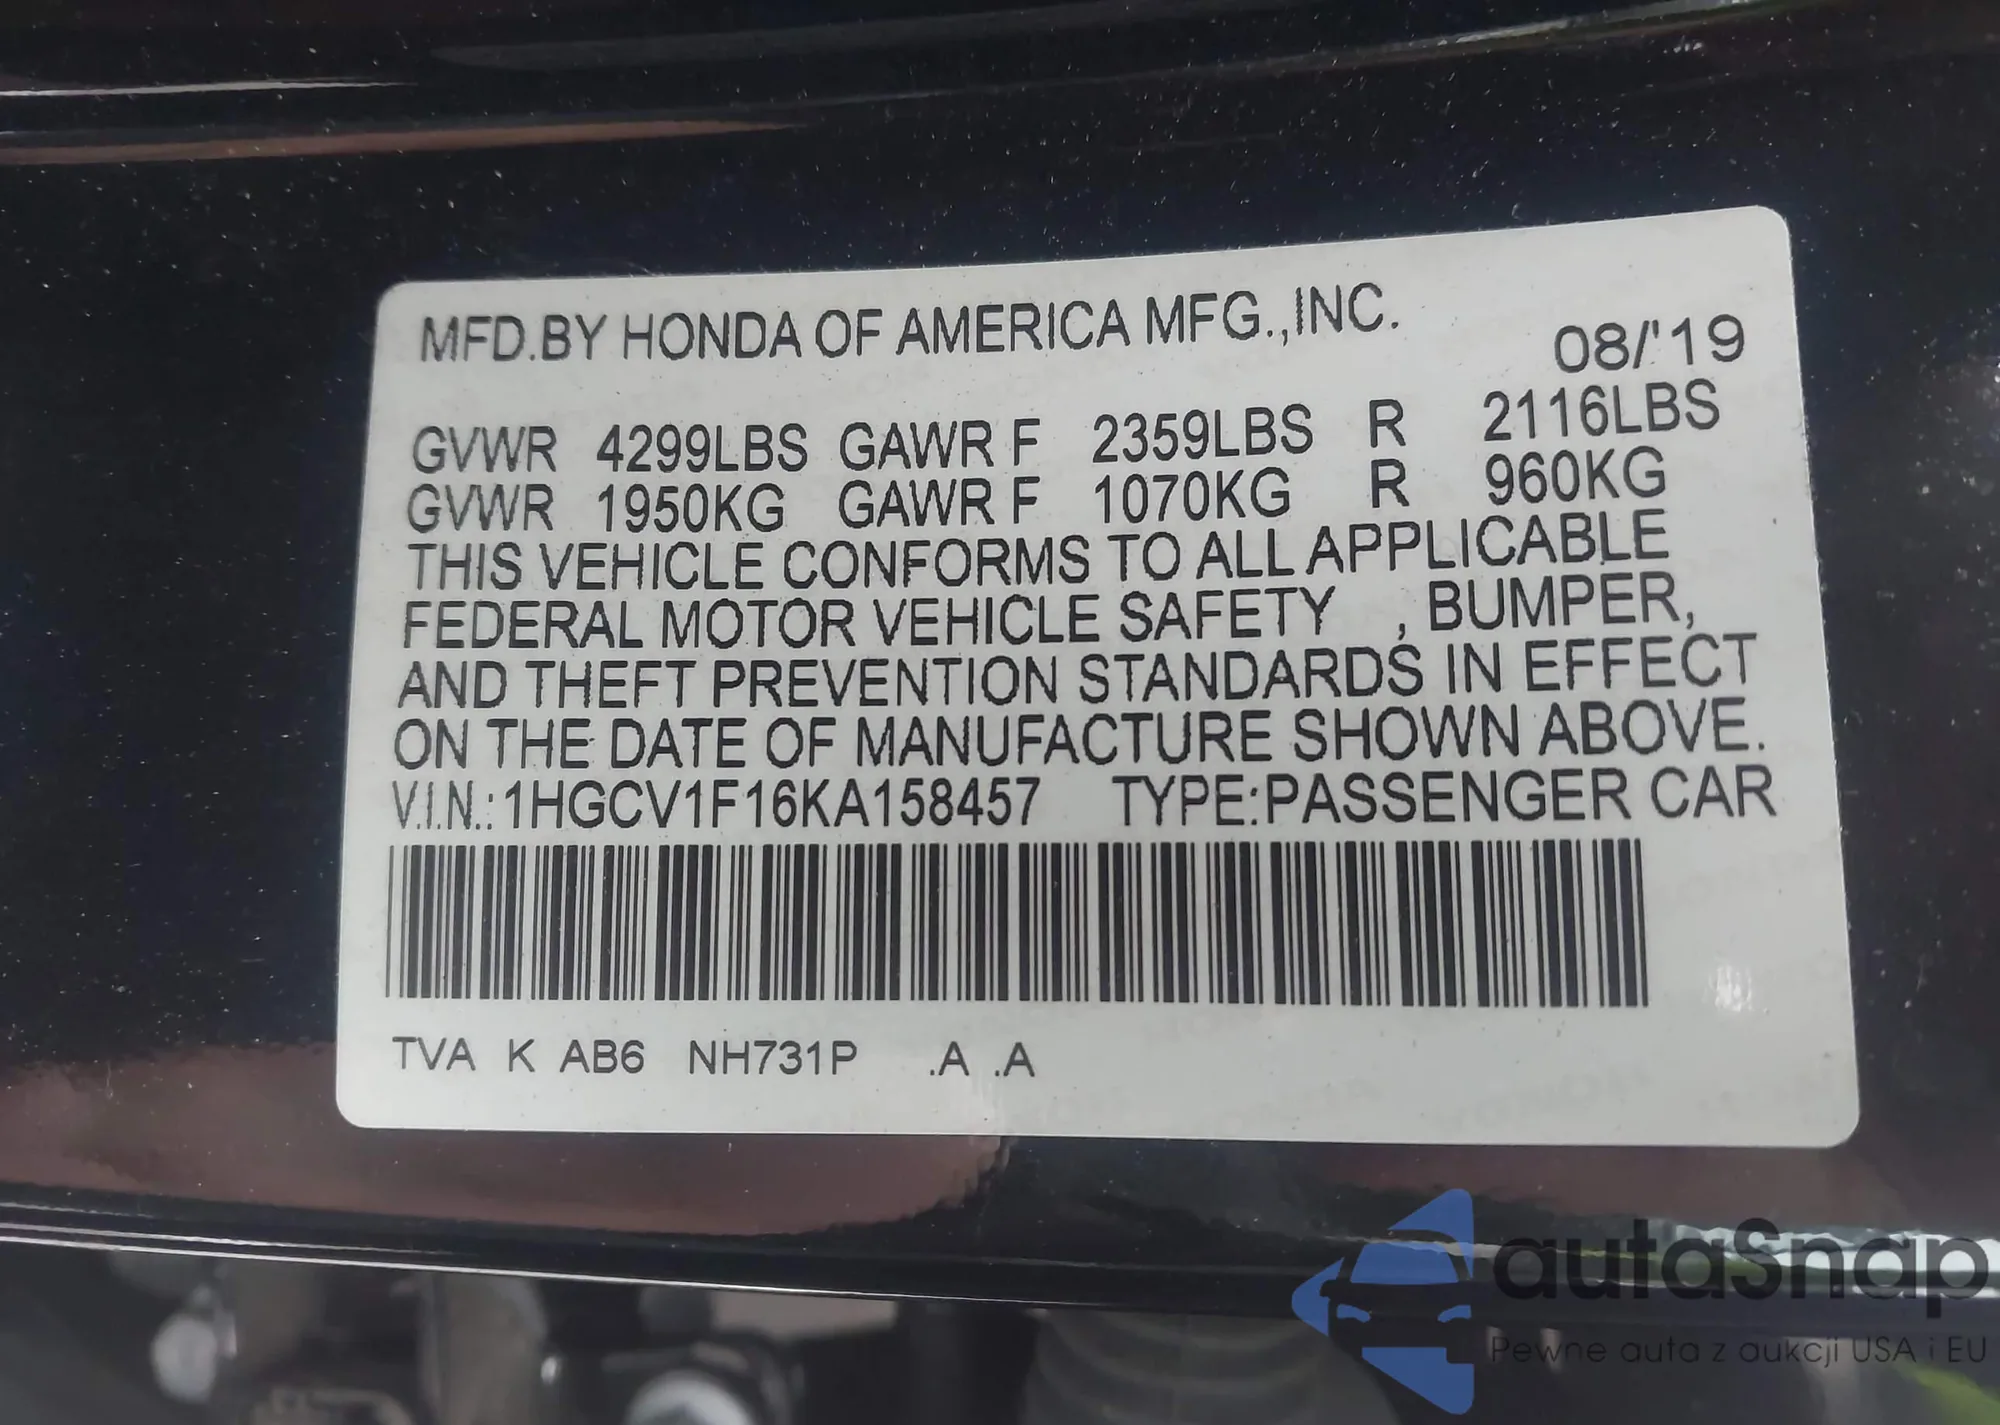 MFD.BY HONDA OF AMERICA MFG.,INC.
08/'19
GVWR 4299LBS GAWR F 2359LBS R 2116LBS
GVWR 1950KG GAWR F 1070KG R 960KG
THIS VEHICLE CONFORMS TO ALL APPLICABLE
FEDERAL MOTOR VEHICLE SAFETY , BUMPER,
AND THEFT PREVENTION STANDARDS IN EFFECT
ON THE DATE OF MANUFACTURE SHOWN ABOVE.
V.I.N.:1HGCV1F16KA158457 TYPE:PASSENGER CAR
TVA K AB6 NH731P .A .A
autaSnap
Pewne auta z aukcji USA i EU